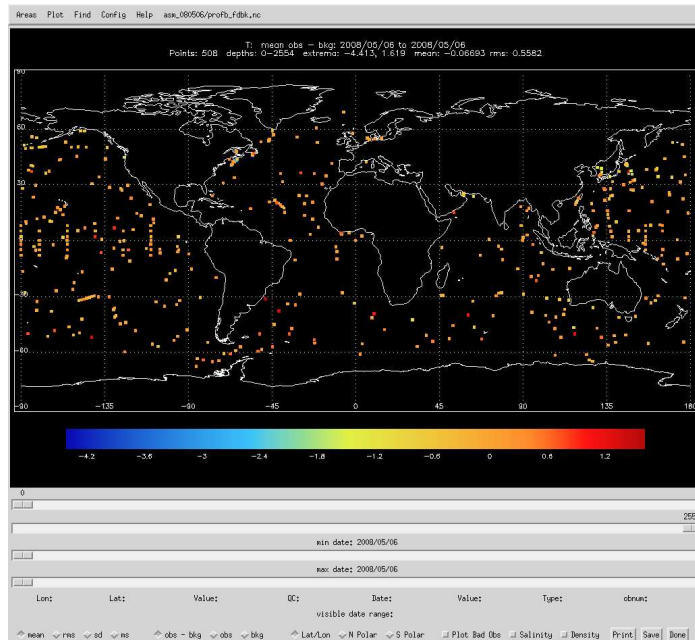 Areas Plot Find Config Help asm_080506/profb_fdbk.nc
T: mean obs - bkg: 2008/05/06 to 2008/05/06
Points: 508 depths: 0-2554 extrema: -4.413, 1.619 mean: -0.06693 rms: 0.5582
90
60
30
0
-30
-60
-90 -135 -90 -45 0 45 90 135 180
-4.2 -3.6 -3 -2.4 -1.8 -1.2 -0.6 0 0.6 1.2
0
255
min date: 2008/05/06
max date: 2008/05/06
Lon: Lat: Value: QC: Date: Value: Type: obnum:
visible date range:
mean rms sd ms obs - bkg obs bkg Lat/Lon N Polar S Polar Plot Bad Obs Salinity Density Print Save Done